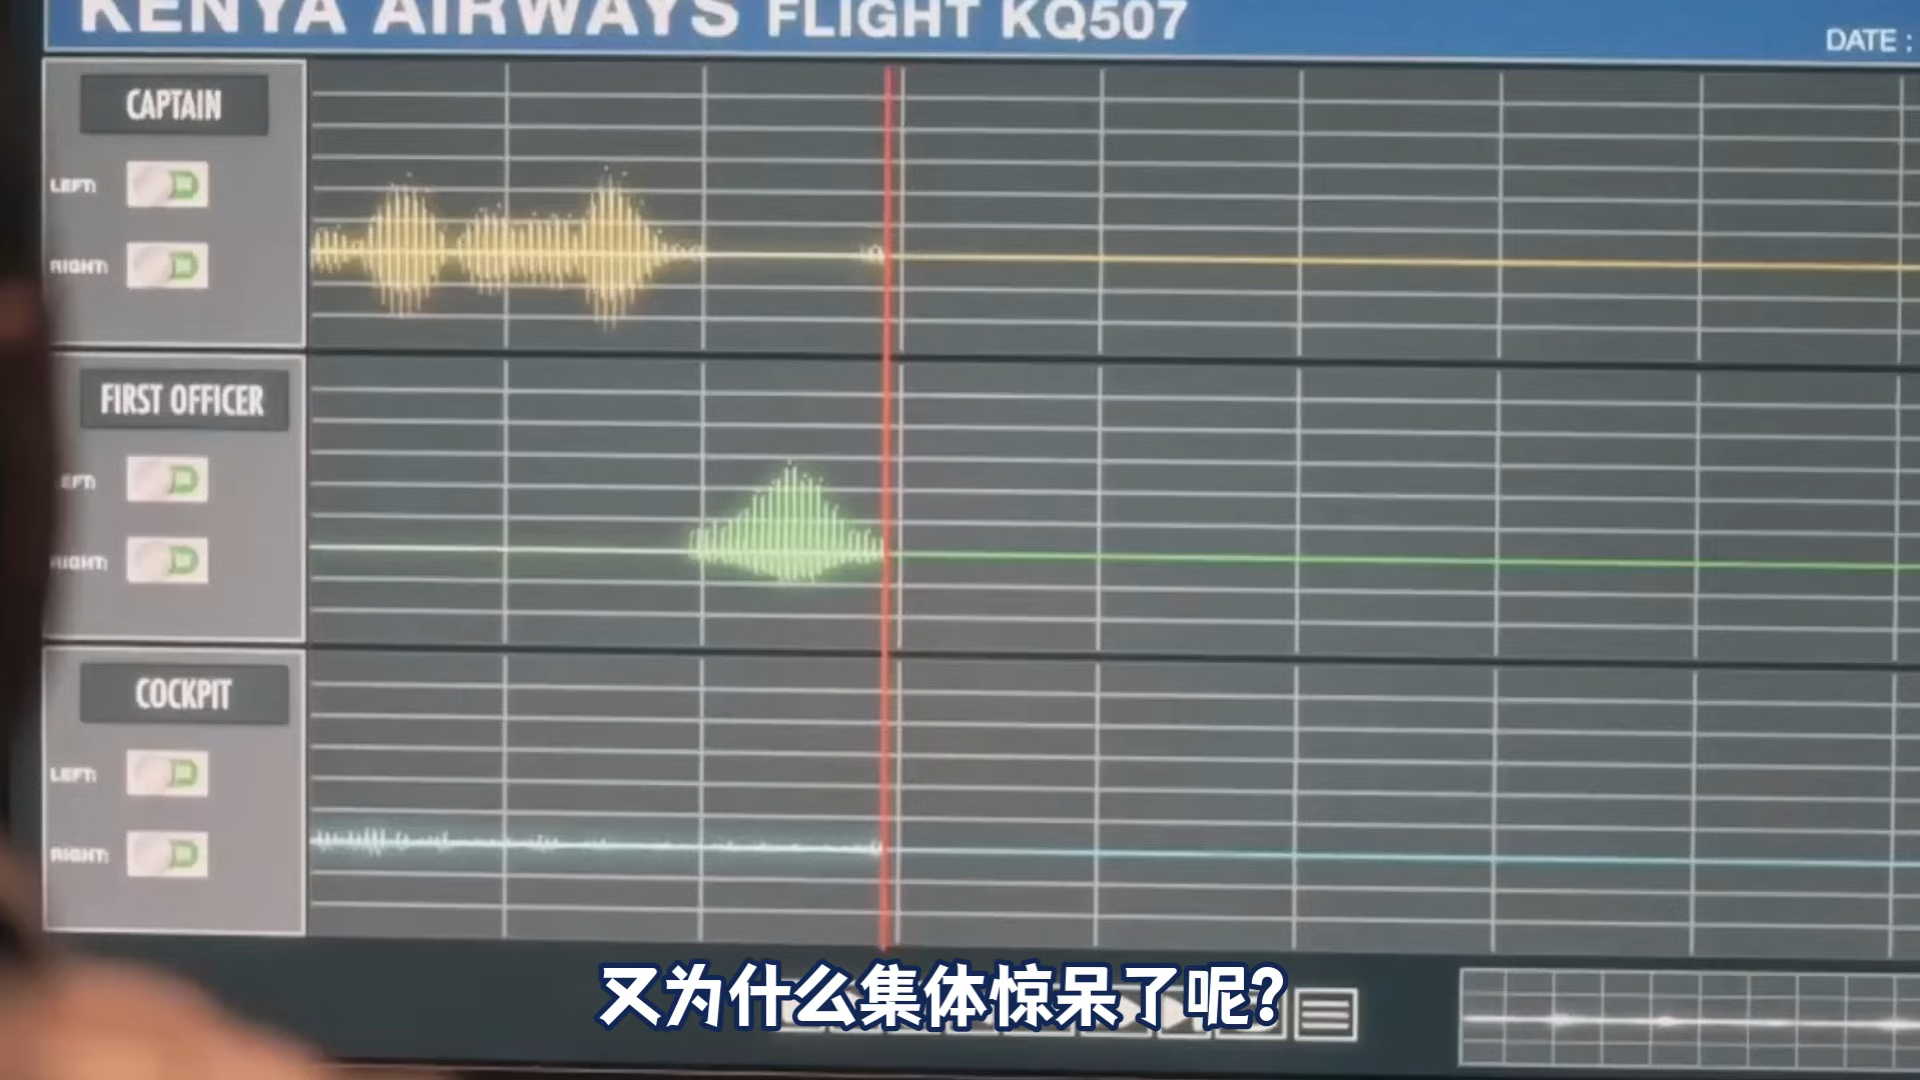 KENYA AIRWAYS FLIGHT KQ507
DATE :
CAPTAIN
LEFT:
RIGHT:
FIRST OFFICER
LEFT:
RIGHT:
COCKPIT
LEFT:
RIGHT:
又为什么集体惊呆了呢?